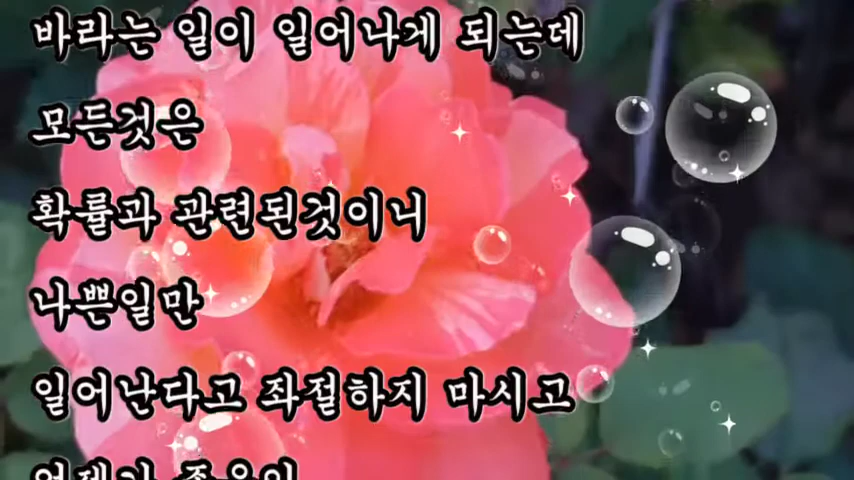 바라는 일이 일어나게 되는데
모든것은
확률과 관련된것이니
나쁜일만
일어난다고 좌절하지 마시고